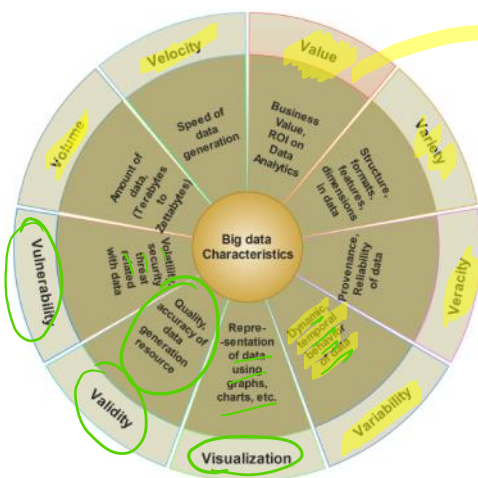 Velocity
Value
Variety
Veracity
Variability
Visualization
Validity
Vulnerability
Volume
Speed of
data
generation
Business
Value,
ROI on
Data
Analytics
Structure,
formats,
features,
dimensions
in data
Provenance,
Reliability
of data
Dynamic,
temporal
behavior
of data
Repre-
-sentation
of data
using
graphs,
charts, etc.
Quality,
accuracy of
data
generation
resource
Volatility,
security
threat
related
with data
Amount of
data,
(Terabytes
to
Zettabytes)
Big data
Characteristics